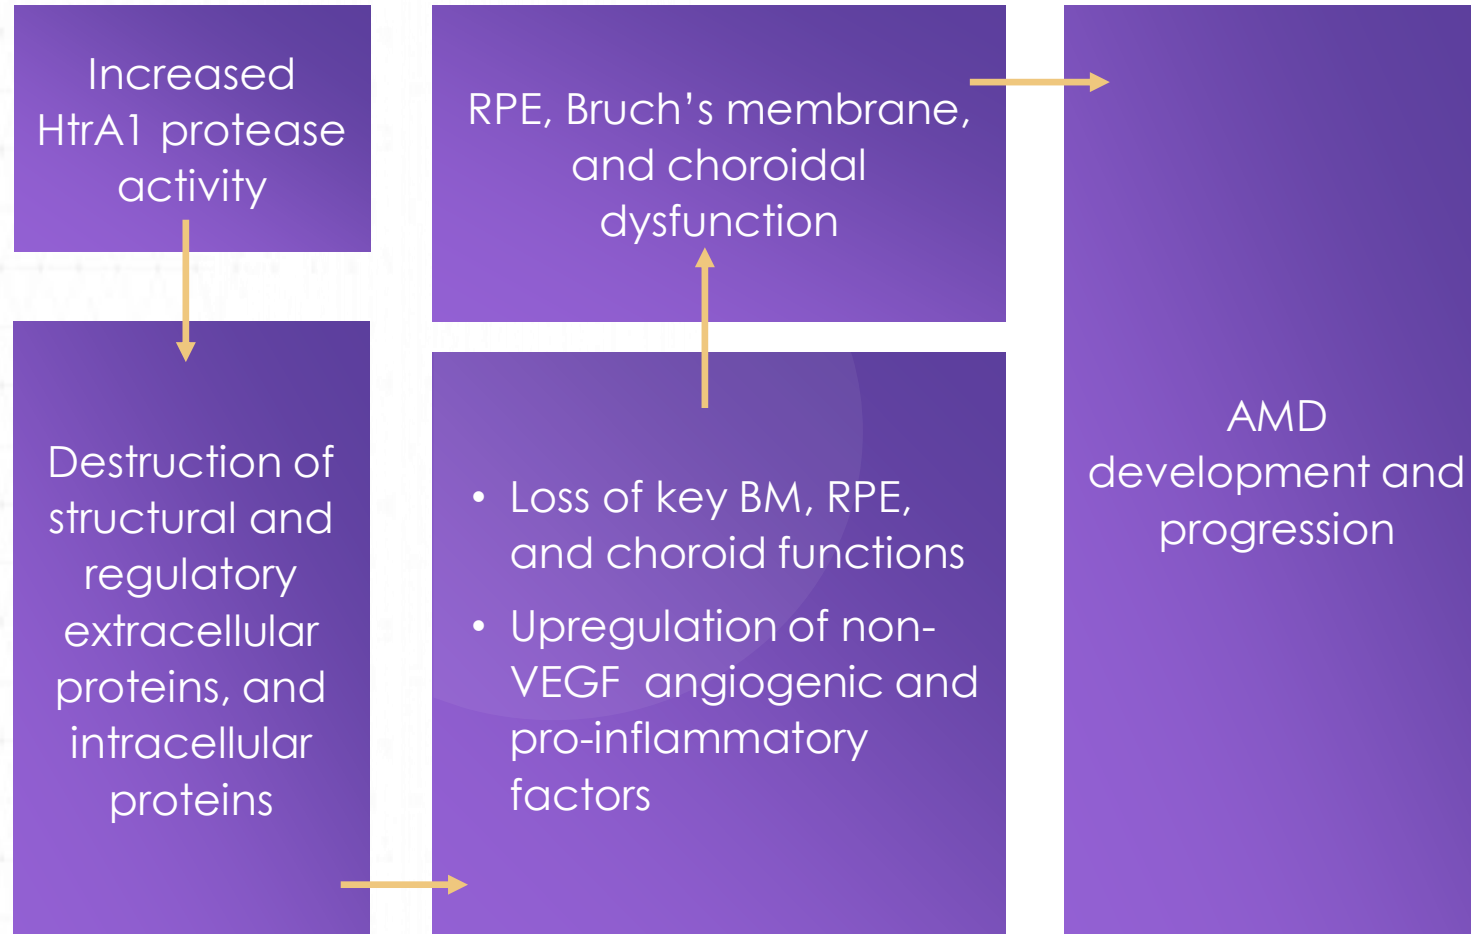 Increased
HtrA1 protease
activity
Destruction of
structural and
regulatory
extracellular
proteins, and
intracellular
proteins
• Loss of key BM, RPE,
and choroid functions
• Upregulation of non-
VEGF  angiogenic and
pro-inflammatory
factors
RPE, Bruch’s membrane,
and choroidal
dysfunction
AMD
development and
progression